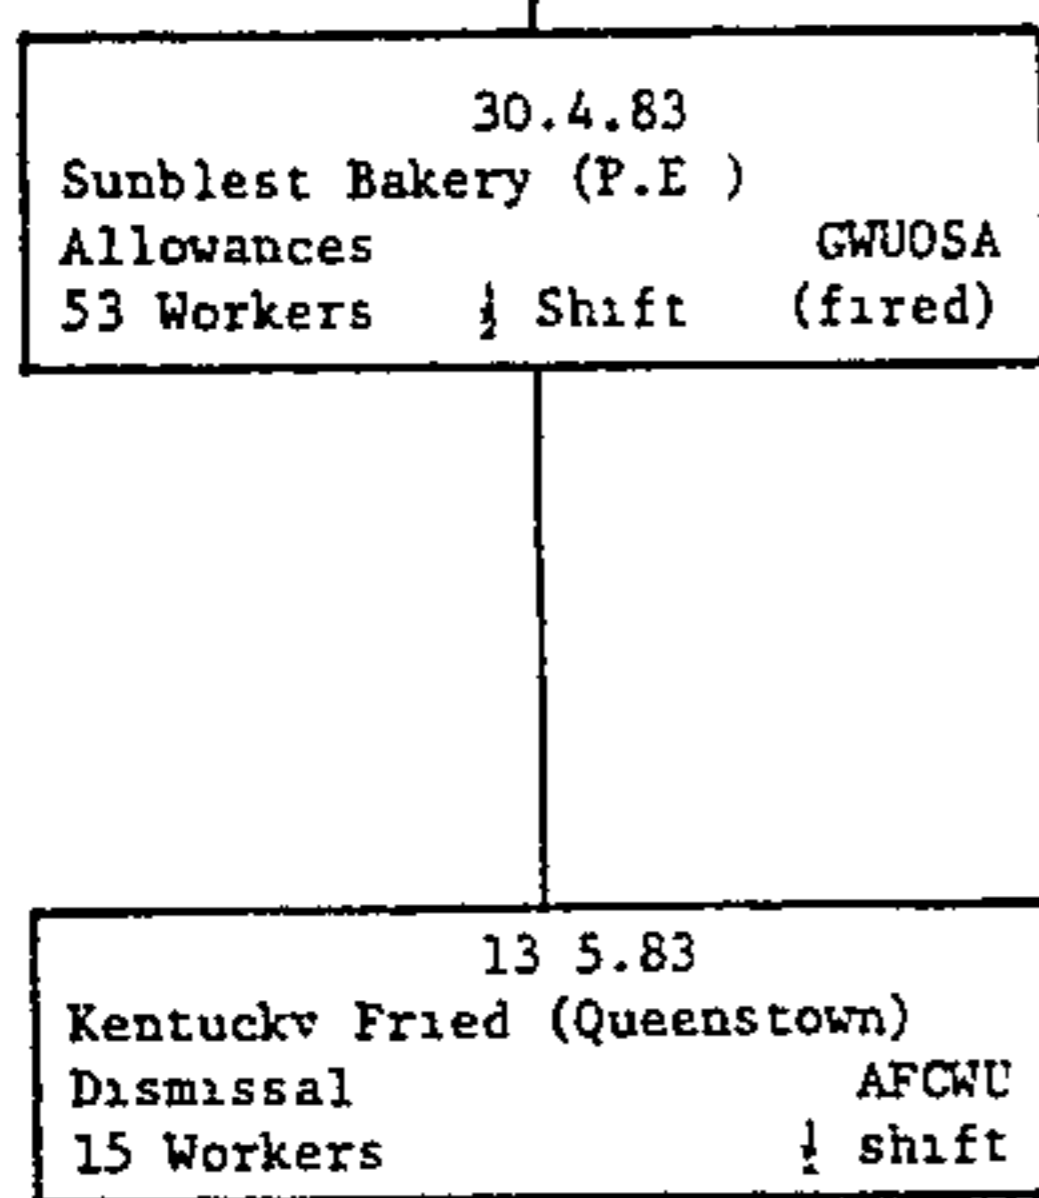 30.4.83
Sunblest Bakery (P.E )
Allowances GWUOSA
53 Workers ½ Shift (fired)
13 5.83
Kentucky Fried (Queenstown)
Dismissal AFCWU
15 Workers ½ shift